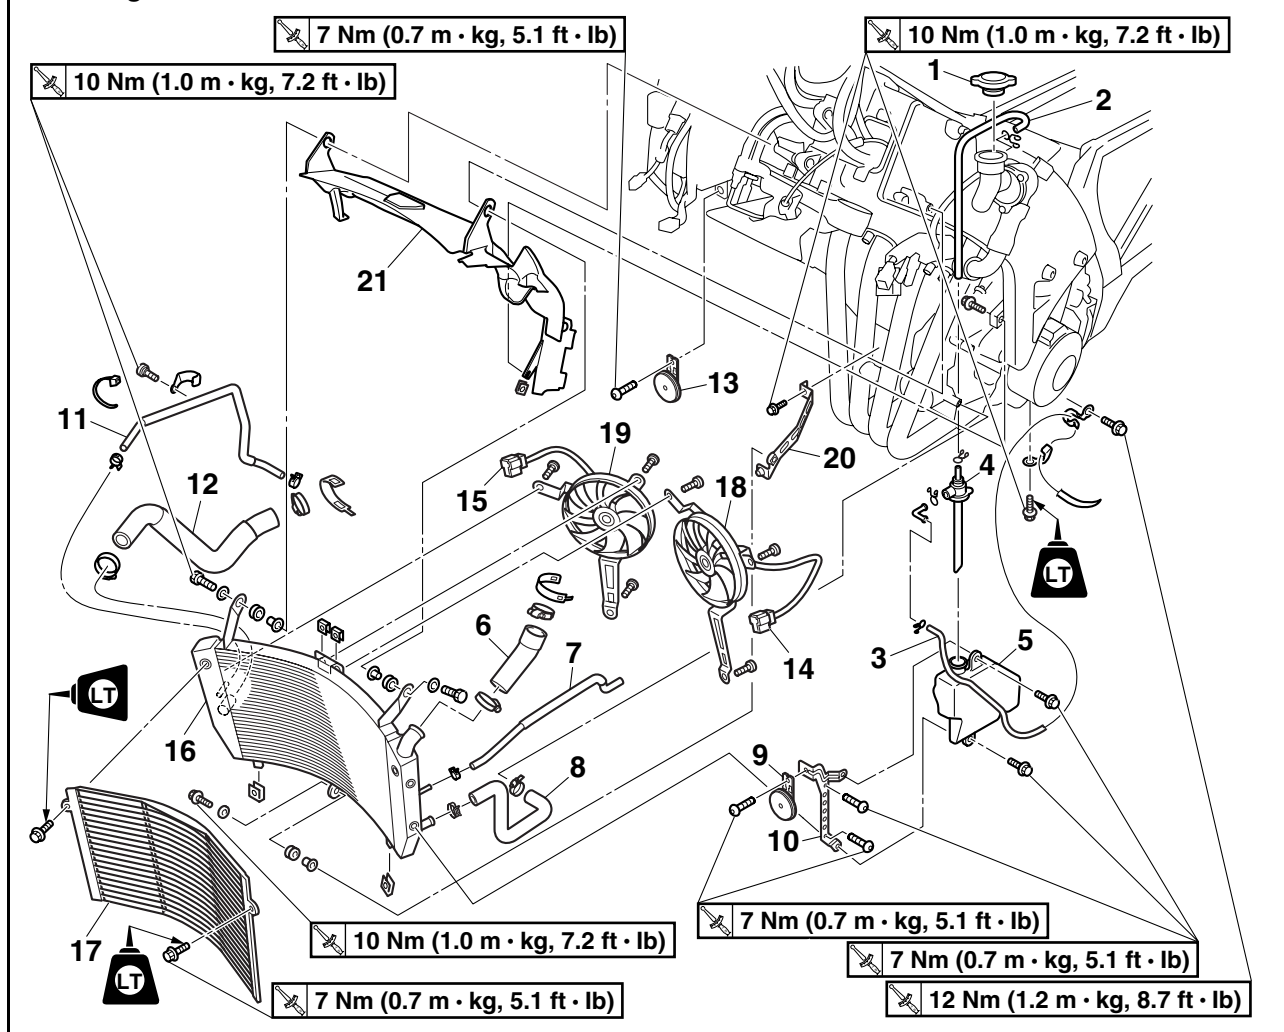 7 Nm (0.7 m · kg, 5.1 ft · lb)
10 Nm (1.0 m · kg, 7.2 ft · lb)
10 Nm (1.0 m · kg, 7.2 ft · lb)
1
2
21
13
11
19
20
4
15
12
18
LT
6
7
3
5
14
LT
16
9
8
10
17
7 Nm (0.7 m · kg, 5.1 ft · lb)
10 Nm (1.0 m · kg, 7.2 ft · lb)
7 Nm (0.7 m · kg, 5.1 ft · lb)
LT
7 Nm (0.7 m · kg, 5.1 ft · lb)
12 Nm (1.2 m · kg, 8.7 ft · lb)